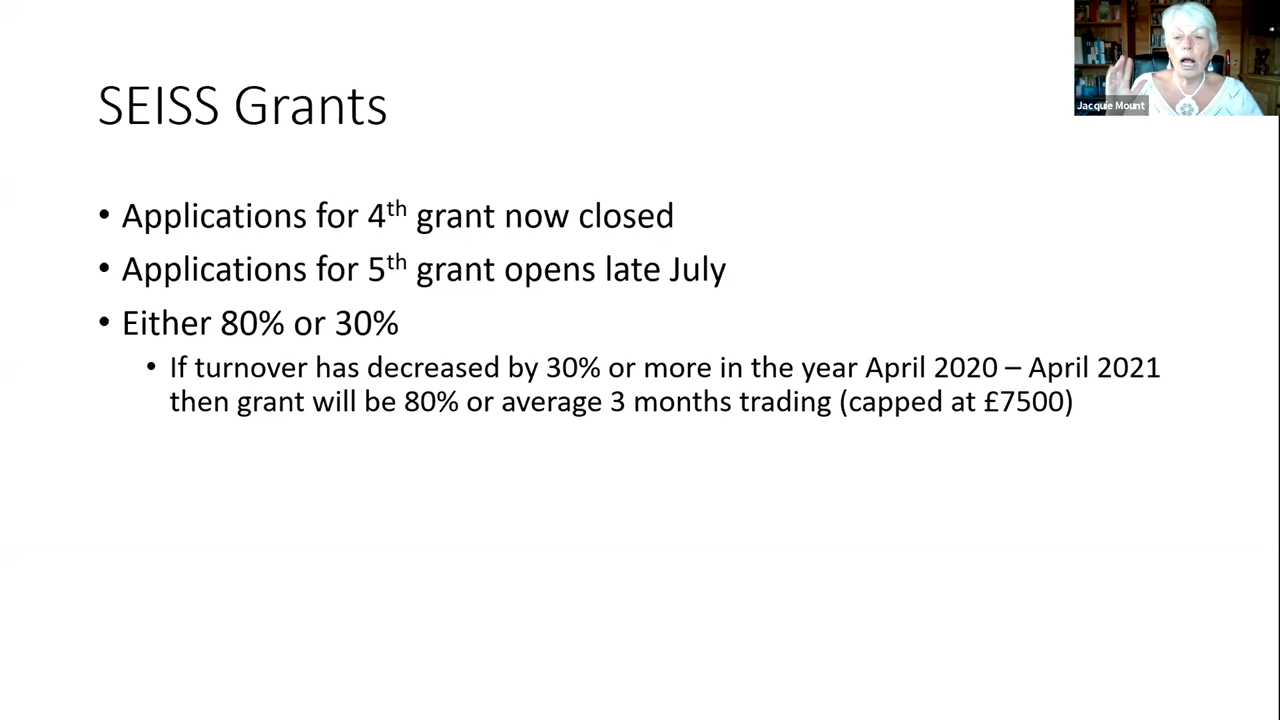 Jacquie Mount
SEISS Grants
• Applications for 4th grant now closed
• Applications for 5th grant opens late July
• Either 80% or 30%
• If turnover has decreased by 30% or more in the year April 2020 – April 2021
then grant will be 80% or average 3 months trading (capped at £7500)